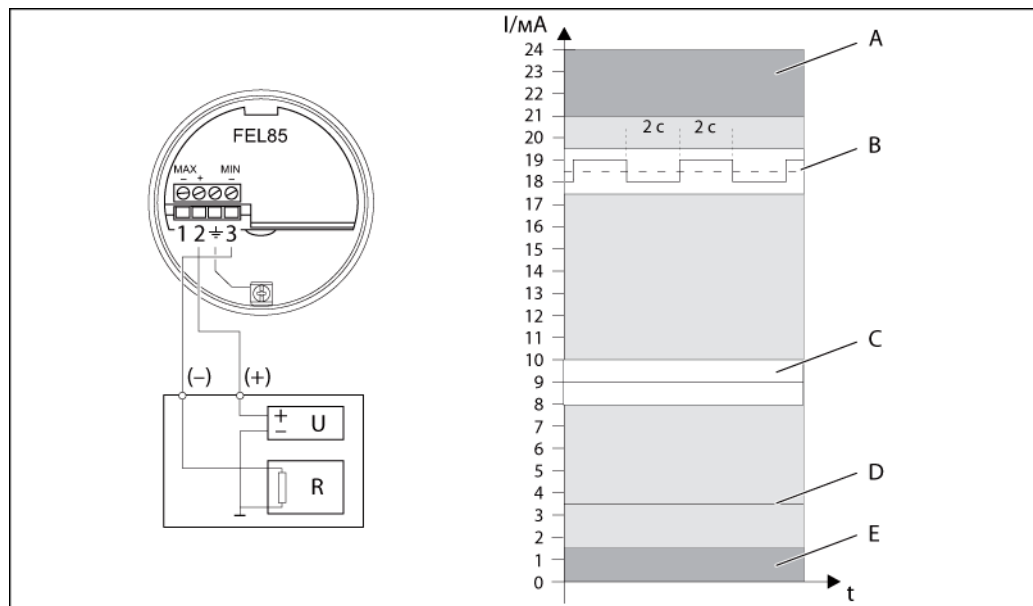 FEL85
MAX MIN
– + –
1 2 3
(–) (+)
+
– U
R
I/мА
24
23
22
21
20
19
18
17
16
15
14
13
12
11
10
9
8
7
6
5
4
3
2
1
0
2 с 2 с
t
A
B
C
D
E